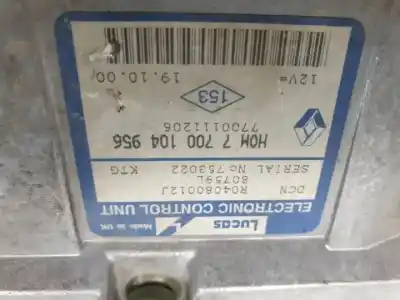 Lucas
Made in UK
ELECTRONIC CONTROL UNIT
DCN R04080012J
80759L
SERIAL No 753022 KTG
HOM 7 700 104 956
7700111206
153
12V= 19.10.00